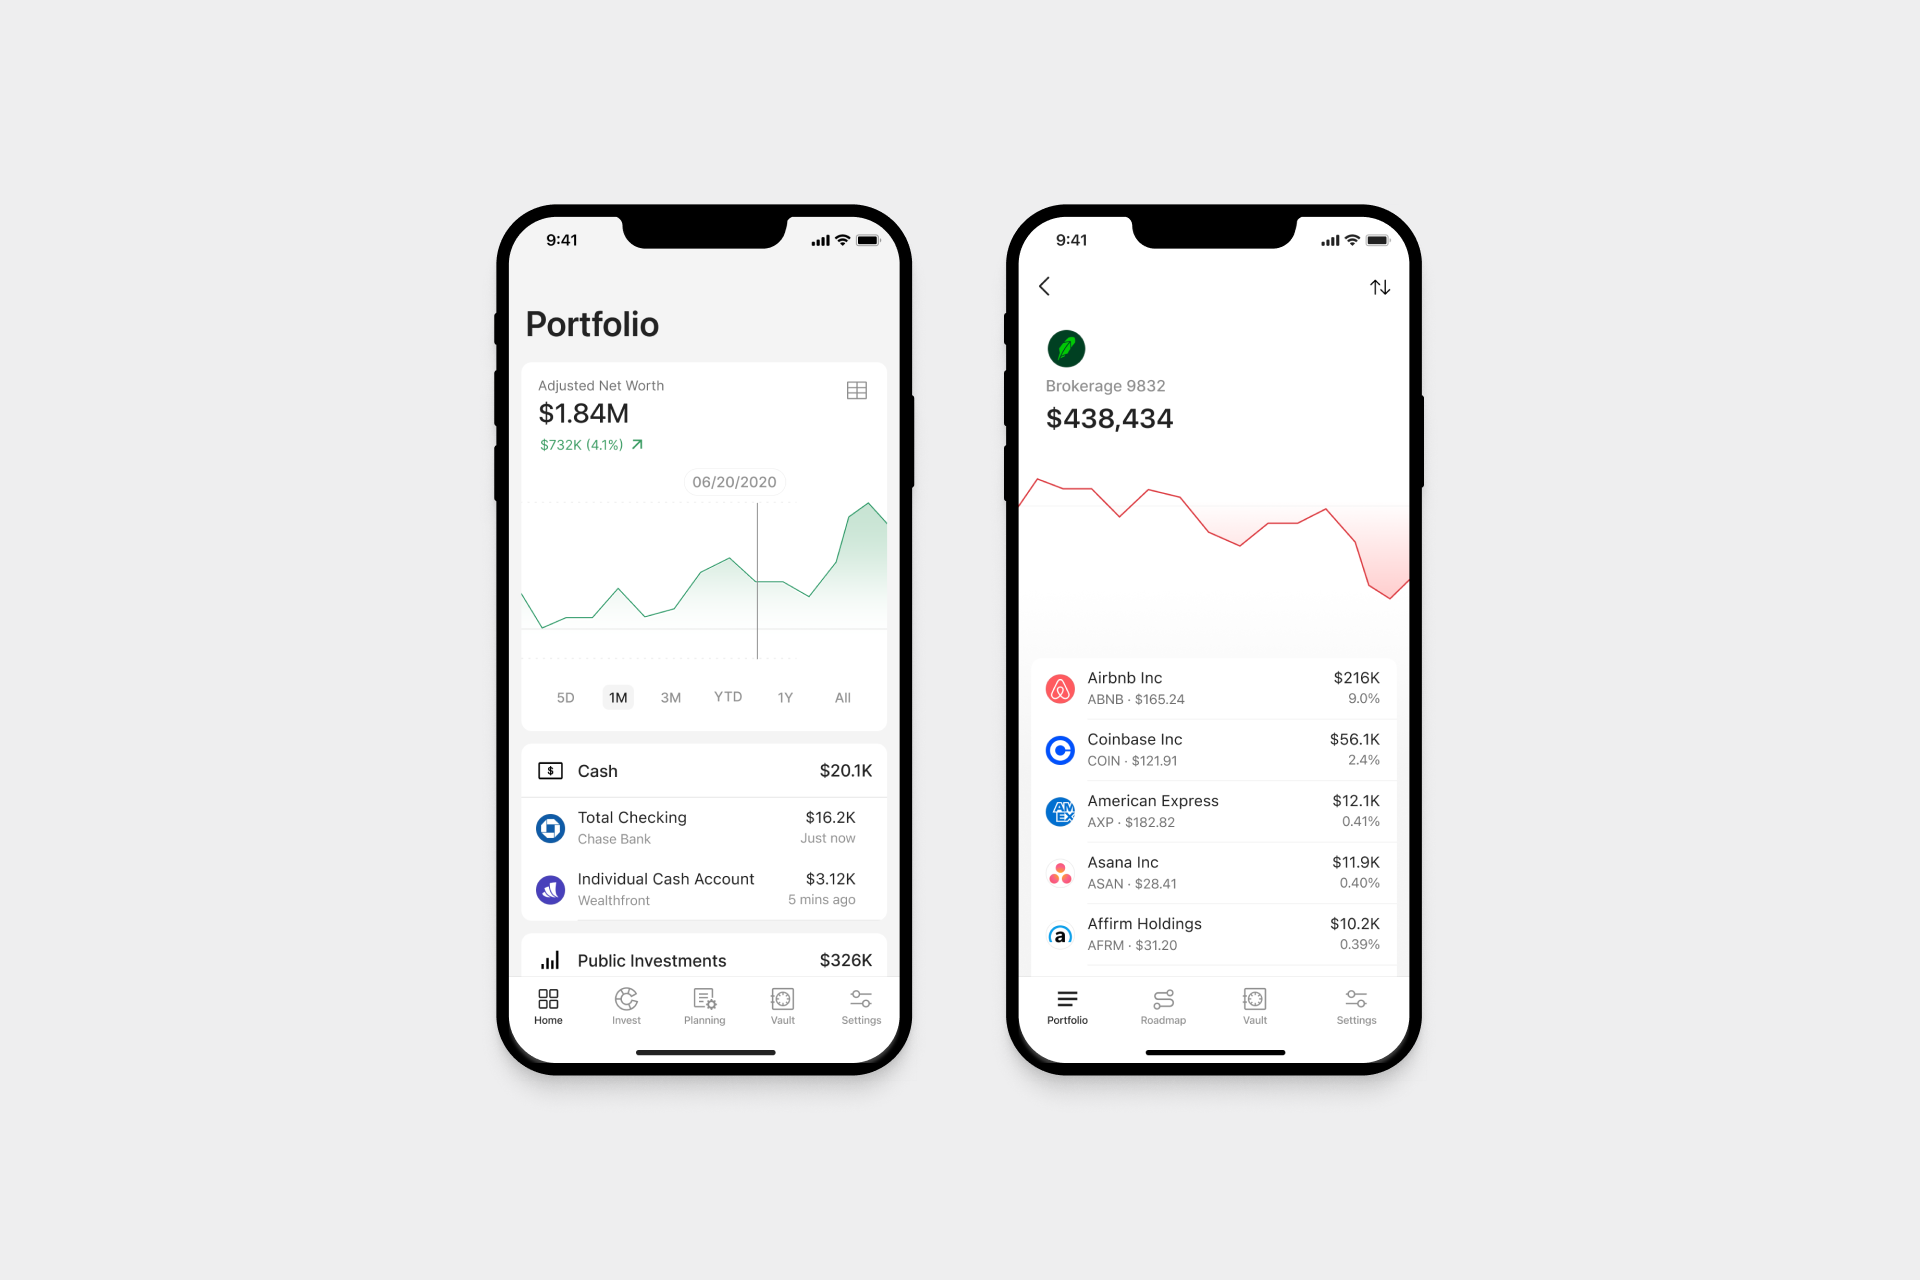 9:41
Portfolio
Adjusted Net Worth
$1.84M
$732K (4.1%)
06/20/2020
5D 1M 3M YTD 1Y All
$ Cash $20.1K
Total Checking $16.2K
Chase Bank Just now
Individual Cash Account $3.12K
Wealthfront 5 mins ago
Public Investments $326K
Home Invest Planning Vault Settings
9:41
Brokerage 9832
$438,434
Airbnb Inc $216K
ABNB · $165.24 9.0%
Coinbase Inc $56.1K
COIN · $121.91 2.4%
AM
EX
American Express $12.1K
AXP · $182.82 0.41%
Asana Inc $11.9K
ASAN · $28.41 0.40%
a
Affirm Holdings $10.2K
AFRM · $31.20 0.39%
Portfolio Roadmap Vault Settings